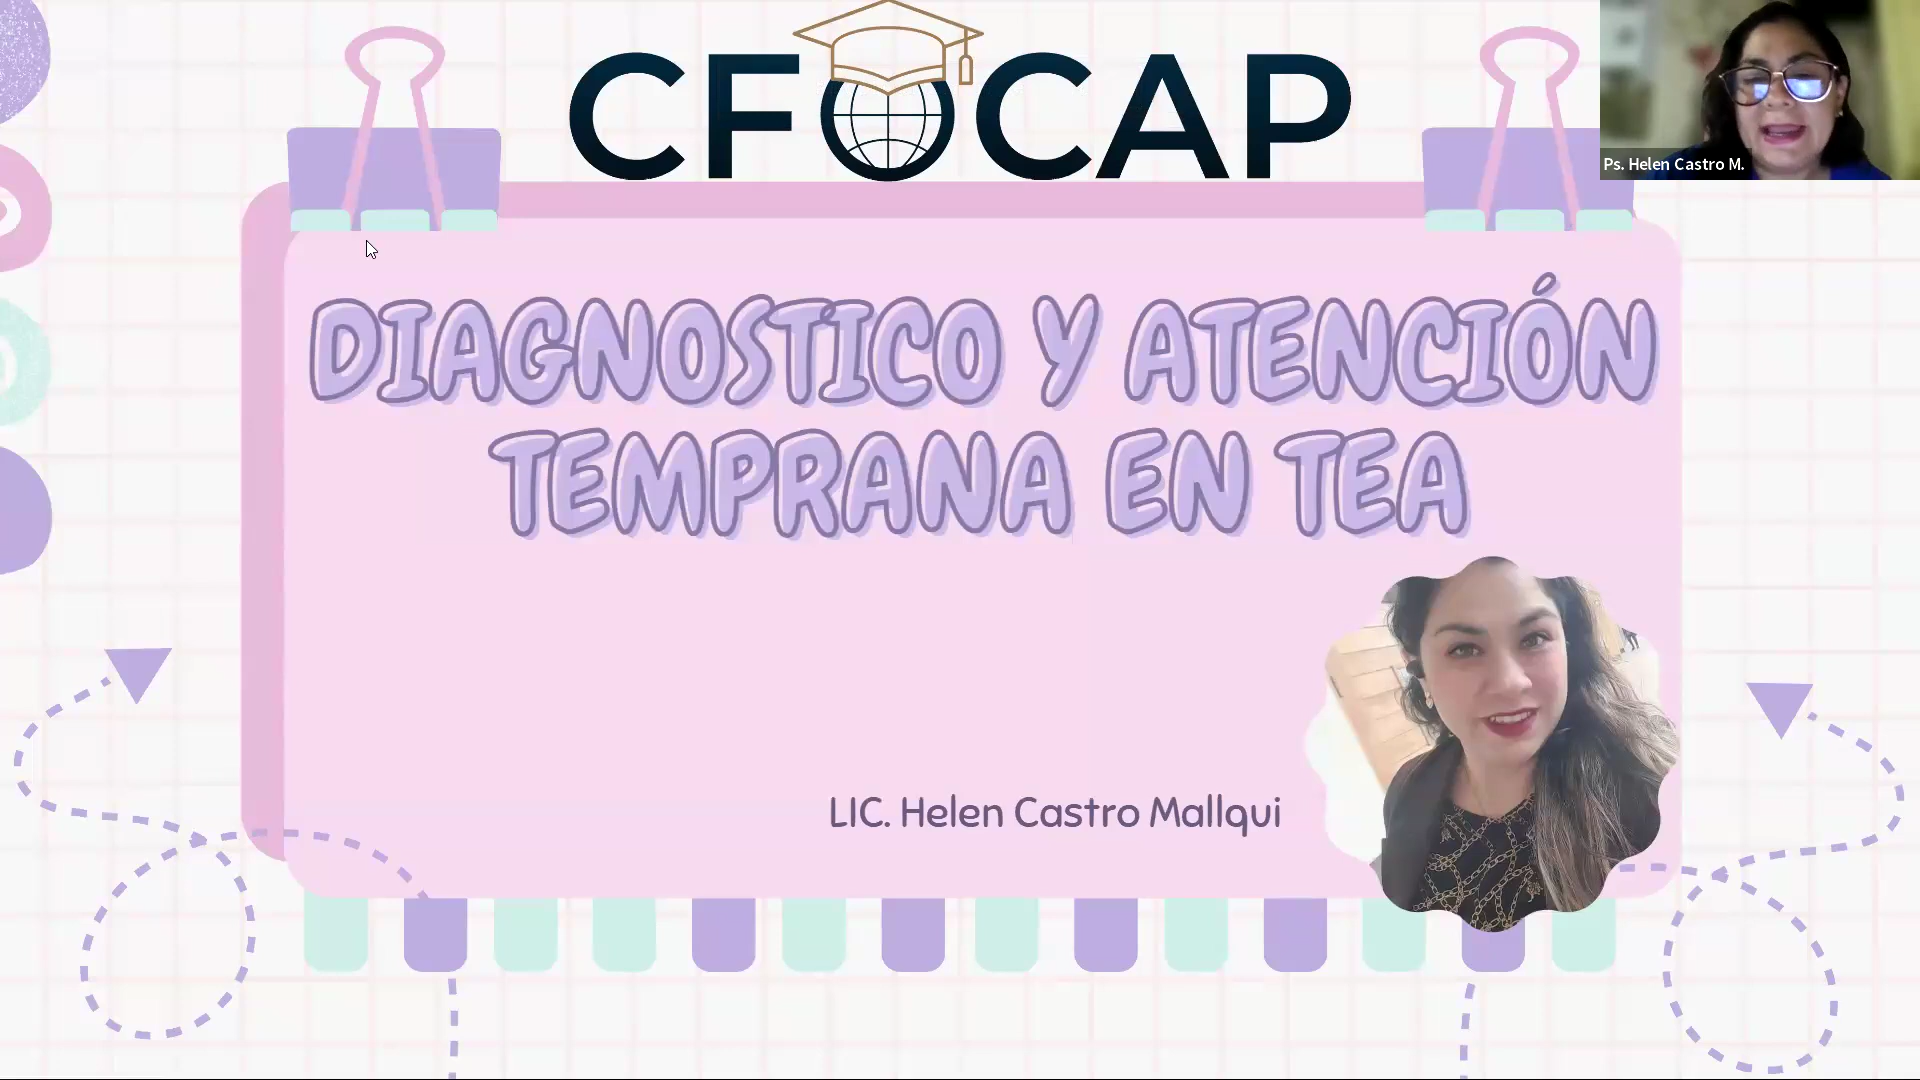 CFOCAP
Ps. Helen Castro M.
DIAGNOSTICO Y ATENCIÓN
TEMPRANA EN TEA
LIC. Helen Castro Mallqui